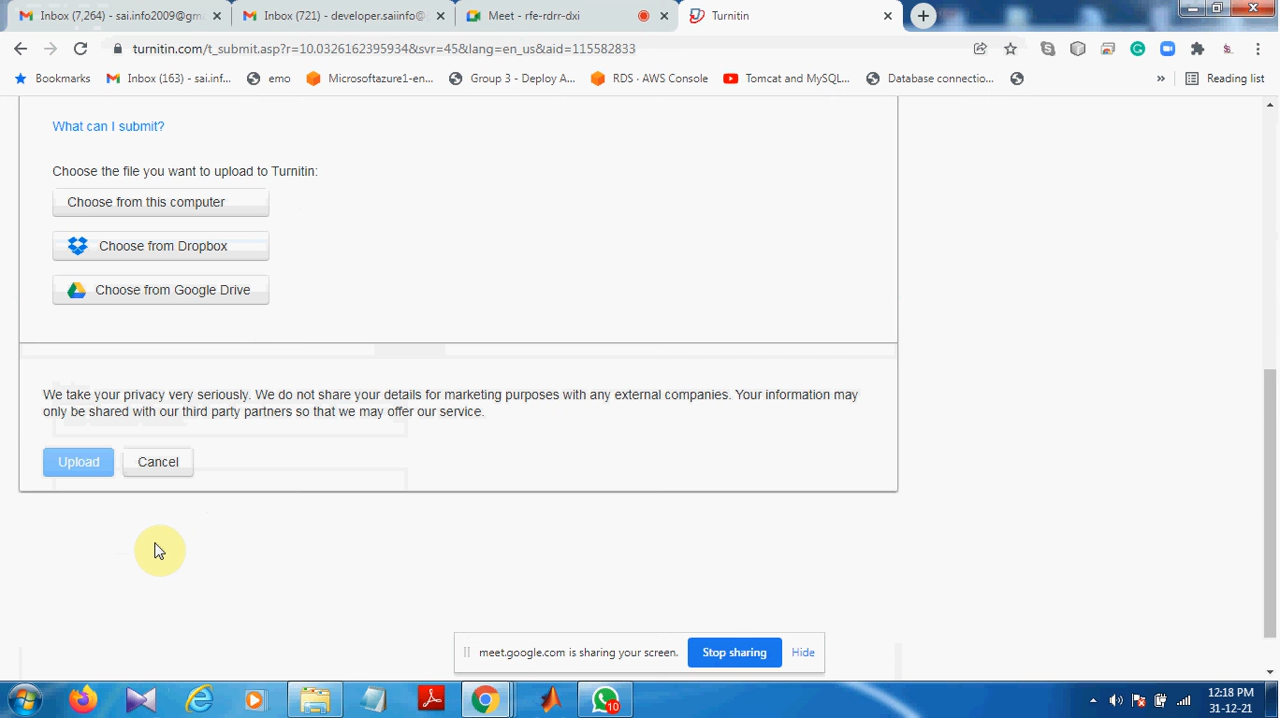 Inbox (7,264) - sai.info2009@gm
Inbox (721) - developer.saiinfo@
Meet - rfe-rdrr-dxi
Turnitin
turnitin.com/t_submit.asp?r=10.0326162395934&svr=45&lang=en_us&aid=115582833
Bookmarks
Inbox (163) - sai.inf...
emo
Microsoftazure1-en...
Group 3 - Deploy A...
RDS · AWS Console
Tomcat and MySQL...
Database connectio...
»
Reading list
What can I submit?
Choose the file you want to upload to Turnitin:
Choose from this computer
Choose from Dropbox
Choose from Google Drive
We take your privacy very seriously. We do not share your details for marketing purposes with any external companies. Your information may
only be shared with our third party partners so that we may offer our service.
Upload
Cancel
meet.google.com is sharing your screen.
Stop sharing
Hide
10
12:18 PM
31-12-21